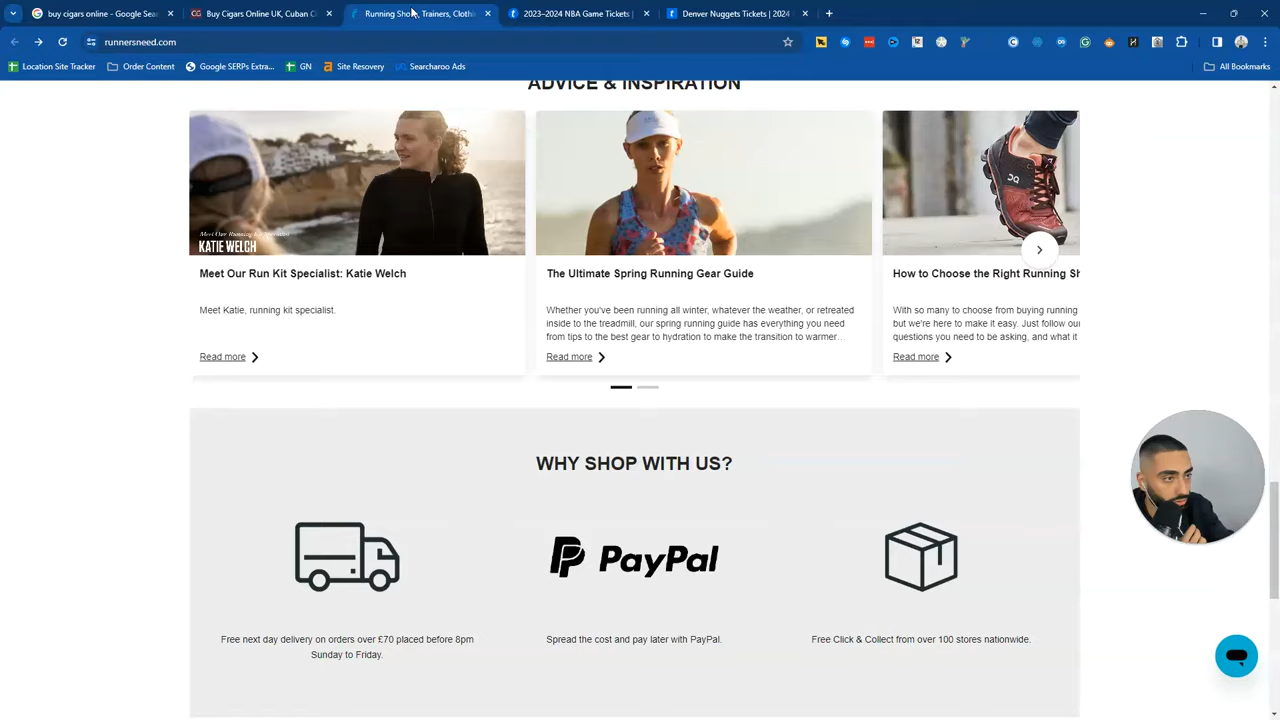 buy cigars online - Google Sea
Buy Cigars Online UK, Cuban C
Running Sho
Trainers, Clothi
2023–2024 NBA Game Tickets |
Denver Nuggets Tickets | 2024
runnersneed.com
Location Site Tracker
Order Content
Google SERPs Extra...
GN
Site Recovery
Searcharoo Ads
All Bookmarks
ADVICE & INSPIRATION
Meet Our Running Kit Specialist
KATIE WELCH
On
Meet Our Run Kit Specialist: Katie Welch
The Ultimate Spring Running Gear Guide
How to Choose the Right Running Sh
Meet Katie, running kit specialist.
Whether you've been running all winter, whatever the weather, or retreated
inside to the treadmill, our spring running guide has everything you need
from tips to the best gear to hydration to make the transition to warmer...
With so many to choose from buying running
but we're here to make it easy. Just follow our
questions you need to be asking, and what it
Read more
Read more
Read more
WHY SHOP WITH US?
PayPal
Free next day delivery on orders over £70 placed before 8pm
Sunday to Friday.
Spread the cost and pay later with PayPal.
Free Click & Collect from over 100 stores nationwide.